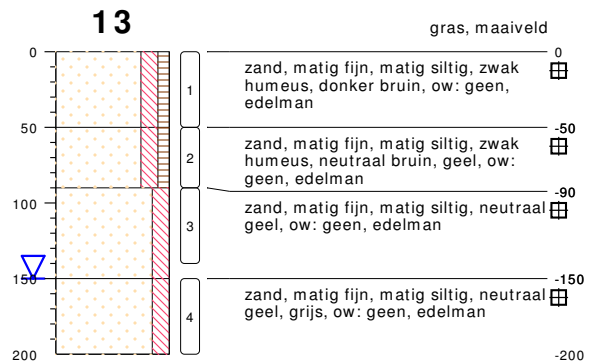 13
gras, maaiveld
0
0
zand, matig fijn, matig siltig, zwak
humeus, donker bruin, ow: geen,
edelman
1
50
-50
zand, matig fijn, matig siltig, zwak
humeus, neutraal bruin, geel, ow:
geen, edelman
2
-90
100
zand, matig fijn, matig siltig, neutraal
geel, ow: geen, edelman
3
150
-150
zand, matig fijn, matig siltig, neutraal
geel, grijs, ow: geen, edelman
4
200
-200